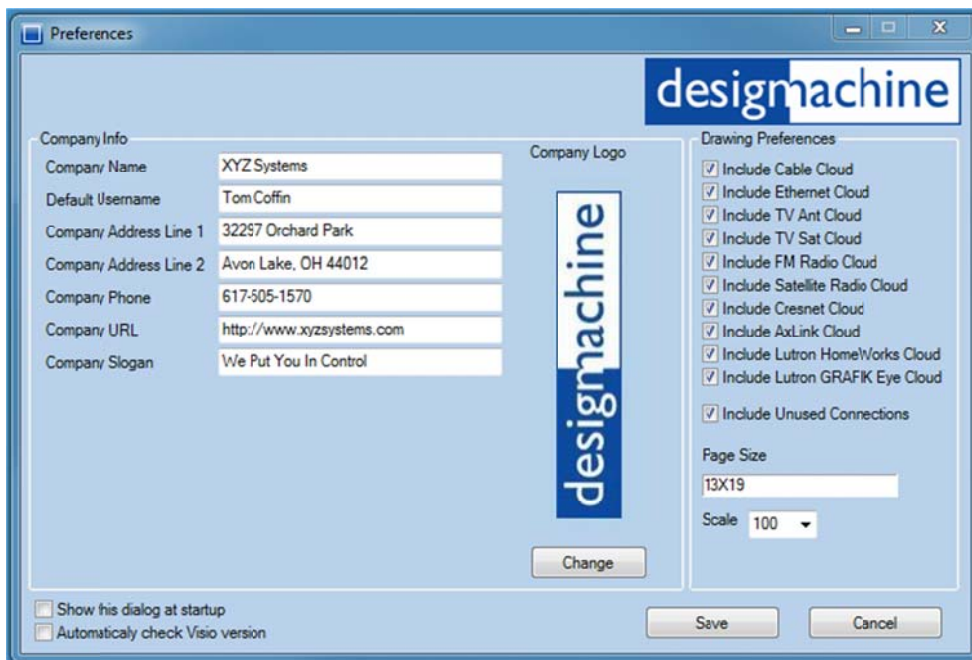 Preferences
designmachine
Company Info
Company Name XYZ Systems
Default Username Tom Coffin
Company Address Line 1 32297 Orchard Park
Company Address Line 2 Avon Lake, OH 44012
Company Phone 617-605-1570
Company URL http://www.xyzsystems.com
Company Slogan We Put You In Control
Company Logo
designmachine
Change
Drawing Preferences
Include Cable Cloud
Include Ethernet Cloud
Include TV Ant Cloud
Include TV Sat Cloud
Include FM Radio Cloud
Include Satellite Radio Cloud
Include Cresnet Cloud
Include AxLink Cloud
Include Lutron HomeWorks Cloud
Include Lutron GRAFIK Eye Cloud
Include Unused Connections
Page Size
13X19
Scale 100
Show this dialog at startup
Automaticaly check Visio version
Save Cancel